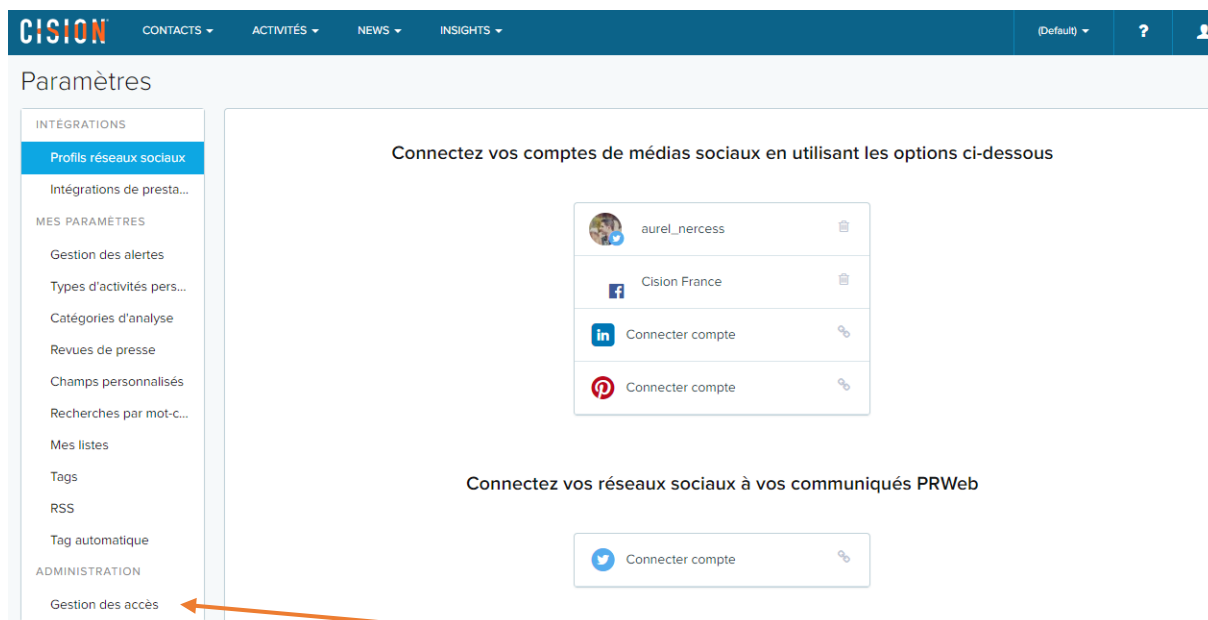 CISION CONTACTS ACTIVITÉS NEWS INSIGHTS (Default) ?
Paramètres
INTÉGRATIONS
Profils réseaux sociaux
Intégrations de presta...
MES PARAMÈTRES
Gestion des alertes
Types d'activités pers...
Catégories d'analyse
Revues de presse
Champs personnalisés
Recherches par mot-c...
Mes listes
Tags
RSS
Tag automatique
ADMINISTRATION
Gestion des accès
Connectez vos comptes de médias sociaux en utilisant les options ci-dessous
aurel_nercess
Cision France
Connecter compte
Connecter compte
Connectez vos réseaux sociaux à vos communiqués PRWeb
Connecter compte